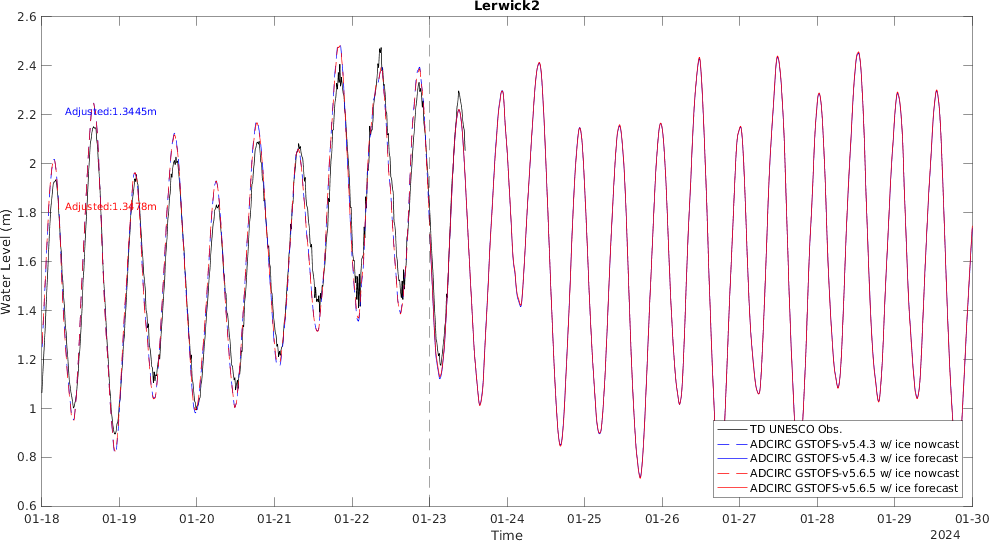 Lerwick2
2.6
2.4
2.2
2
1.8
1.6
1.4
1.2
1
0.8
0.6
Water Level (m)
Adjusted:1.3445m
Adjusted:1.3478m
TD UNESCO Obs.
ADCIRC GSTOFS-v5.4.3 w/ ice nowcast
ADCIRC GSTOFS-v5.4.3 w/ ice forecast
ADCIRC GSTOFS-v5.6.5 w/ ice nowcast
ADCIRC GSTOFS-v5.6.5 w/ ice forecast
01-18 01-19 01-20 01-21 01-22 01-23 01-24 01-25 01-26 01-27 01-28 01-29 01-30
Time
2024